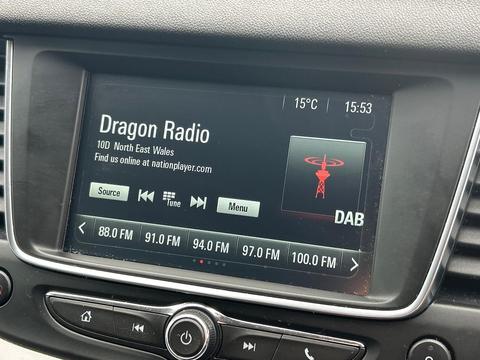 15°C 15:53
Dragon Radio
10D North East Wales
Find us online at nationplayer.com
Source Tune Menu
DAB
88.0 FM 91.0 FM 94.0 FM 97.0 FM 100.0 FM